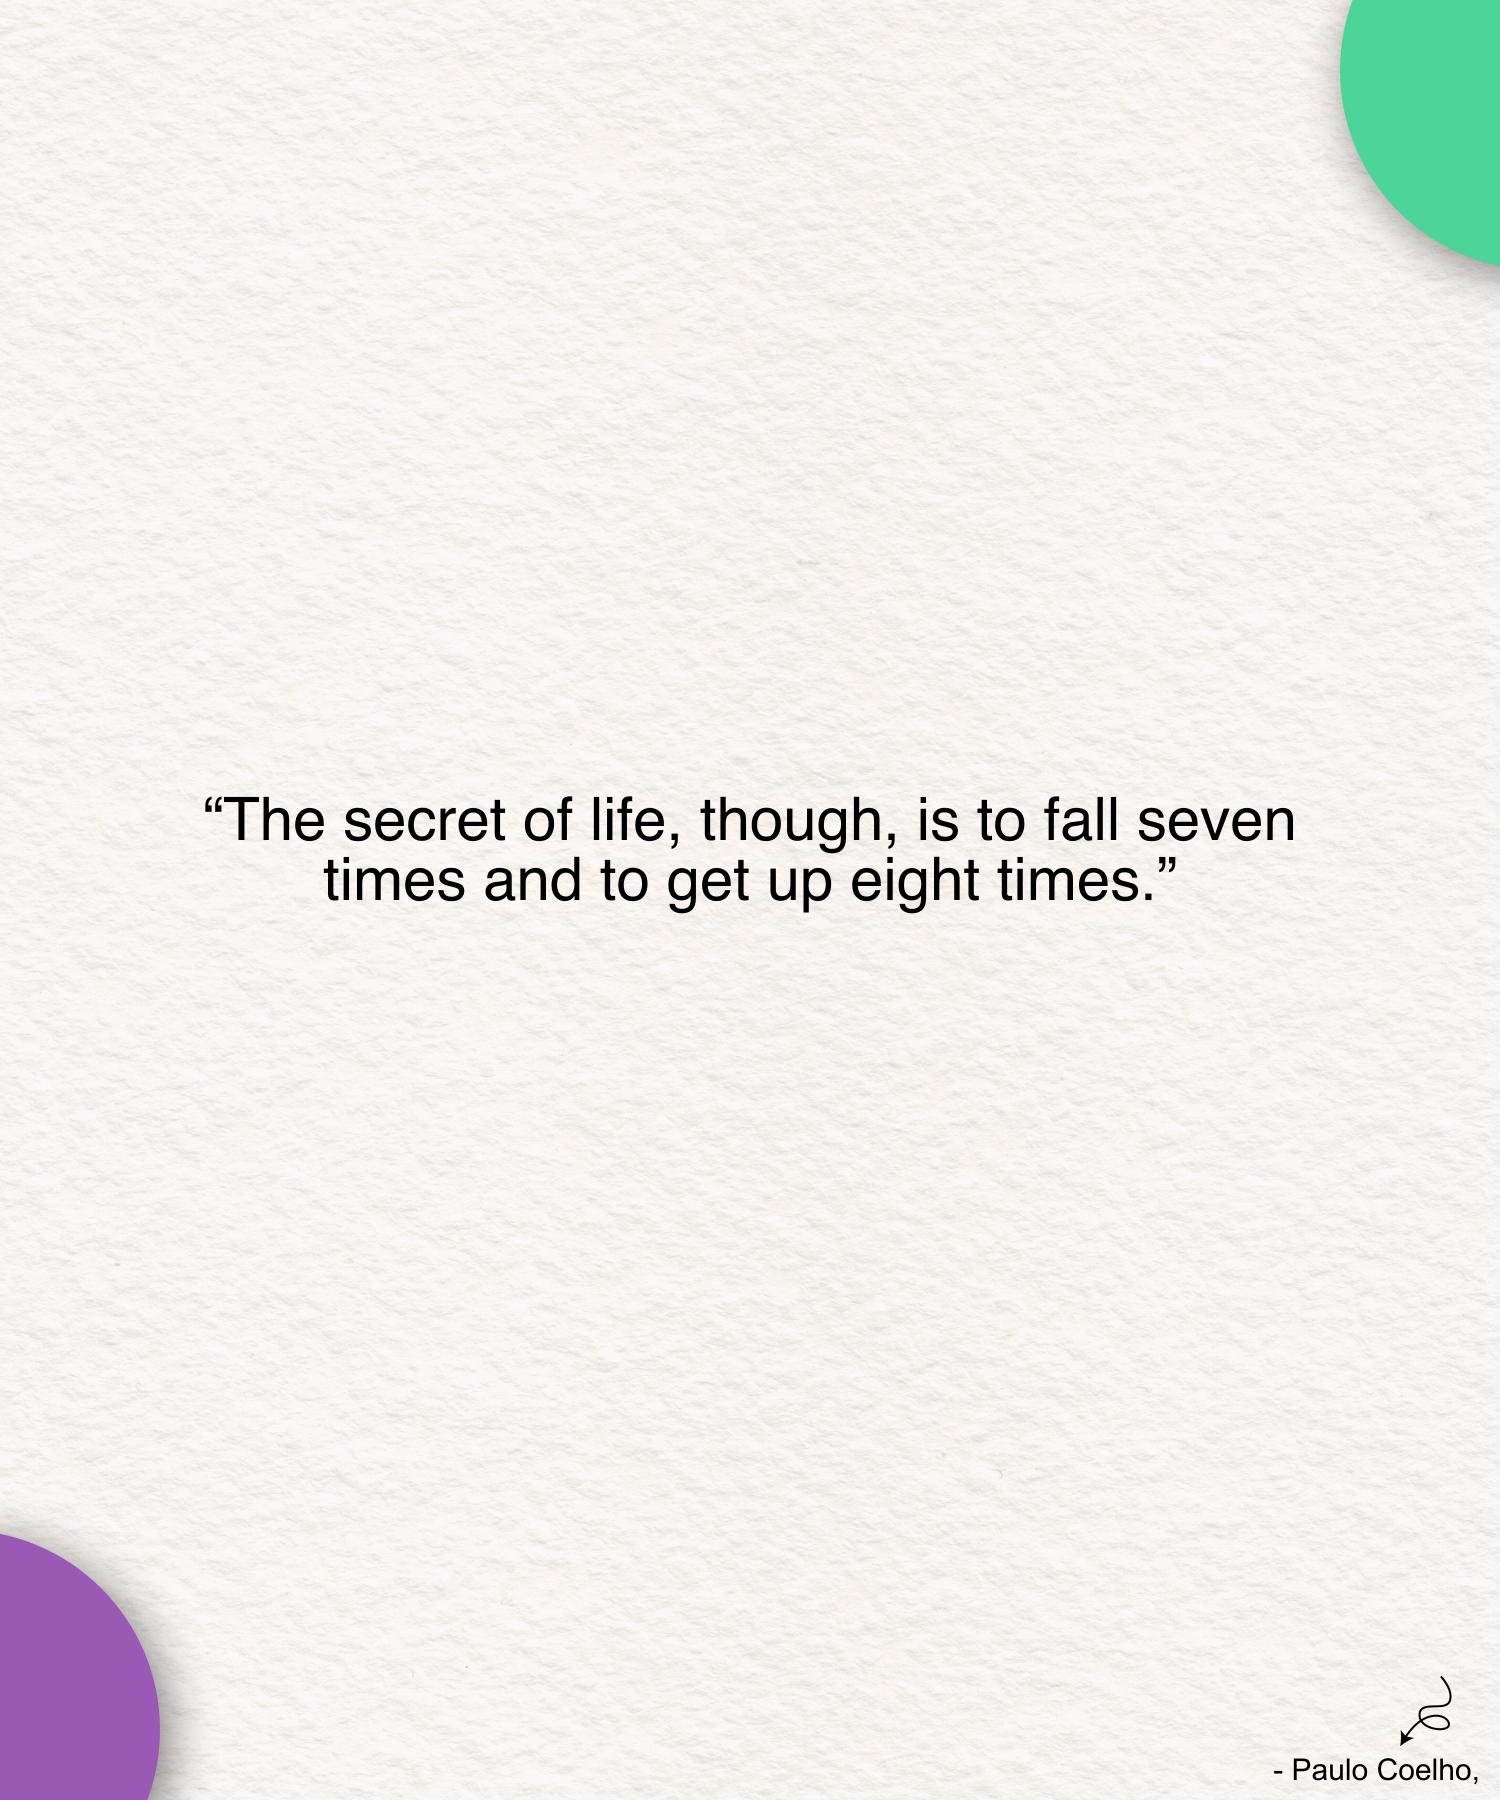 “The secret of life, though, is to fall seven
times and to get up eight times.”
- Paulo Coelho,